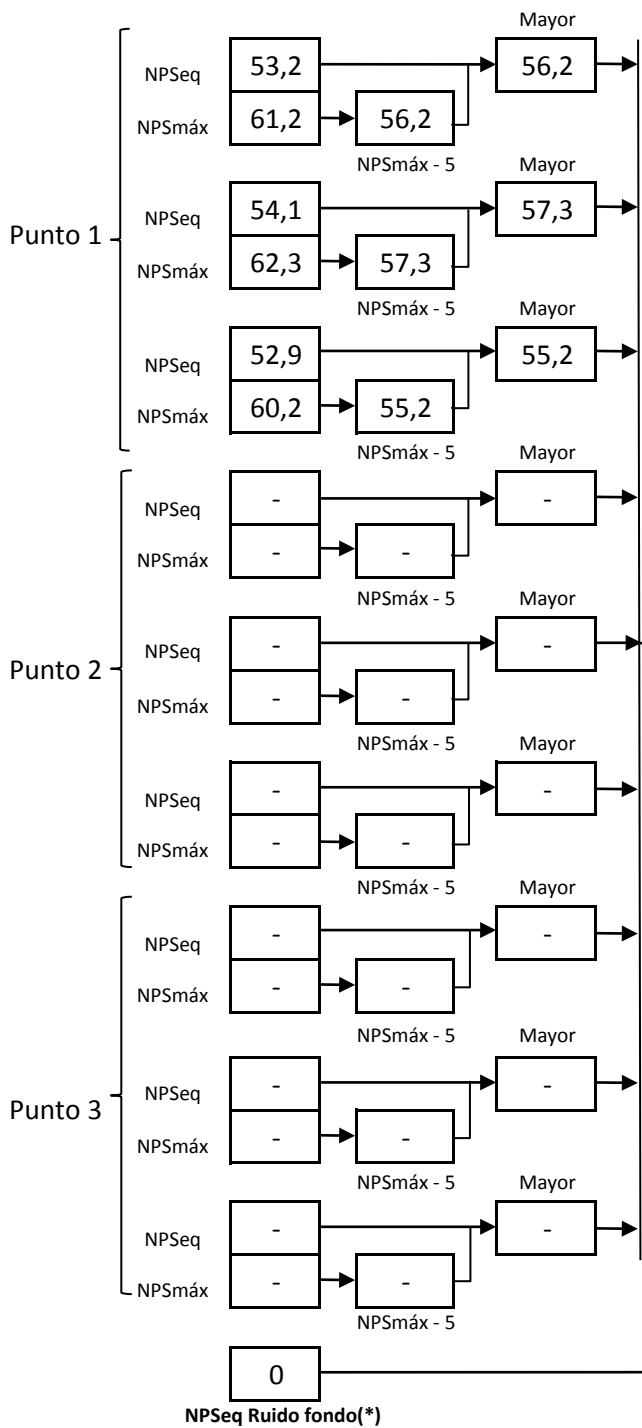 Mayor
NPSeq 53,2 56,2
NPSmáx 61,2 56,2
NPSmáx - 5
Mayor
NPSeq 54,1 57,3
Punto 1
NPSmáx 62,3 57,3
NPSmáx - 5
Mayor
NPSeq 52,9 55,2
NPSmáx 60,2 55,2
NPSmáx - 5
Mayor
NPSeq - -
NPSmáx - -
NPSmáx - 5
Mayor
NPSeq - -
Punto 2
NPSmáx - -
NPSmáx - 5
Mayor
NPSeq - -
NPSmáx - -
NPSmáx - 5
Mayor
NPSeq - -
NPSmáx - -
NPSmáx - 5
Mayor
NPSeq - -
Punto 3
NPSmáx - -
NPSmáx - 5
Mayor
NPSeq - -
NPSmáx - -
NPSmáx - 5
0
NPSeq Ruido fondo(*)